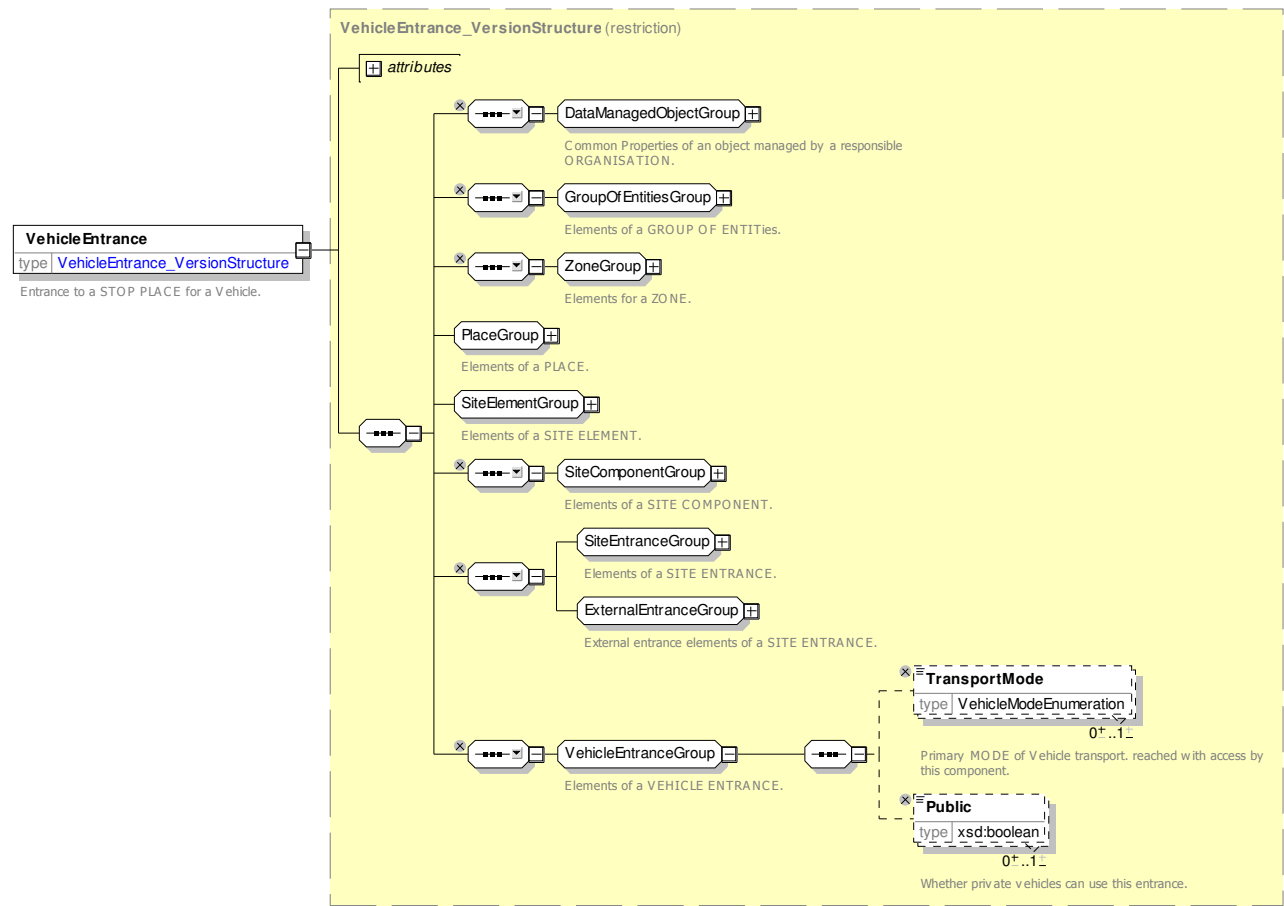 VehicleEntrance_VersionStructure (restriction)
attributes
DataManagedObjectGroup
Common Properties of an object managed by a responsible
ORGANISATION.
GroupOfEntitiesGroup
Elements of a GROUP OF ENTITies.
VehicleEntrance
type VehicleEntrance_VersionStructure
Entrance to a STOP PLACE for a Vehicle.
ZoneGroup
Elements for a ZONE.
PlaceGroup
Elements of a PLACE.
SiteElementGroup
Elements of a SITE ELEMENT.
SiteComponentGroup
Elements of a SITE COMPONENT.
SiteEntranceGroup
Elements of a SITE ENTRANCE.
ExternalEntranceGroup
External entrance elements of a SITE ENTRANCE.
VehicleEntranceGroup
Elements of a VEHICLE ENTRANCE.
TransportMode
type VehicleModeEnumeration
0..1
Primary MODE of Vehicle transport. reached with access by
this component.
Public
type xsd:boolean
0..1
Whether private vehicles can use this entrance.